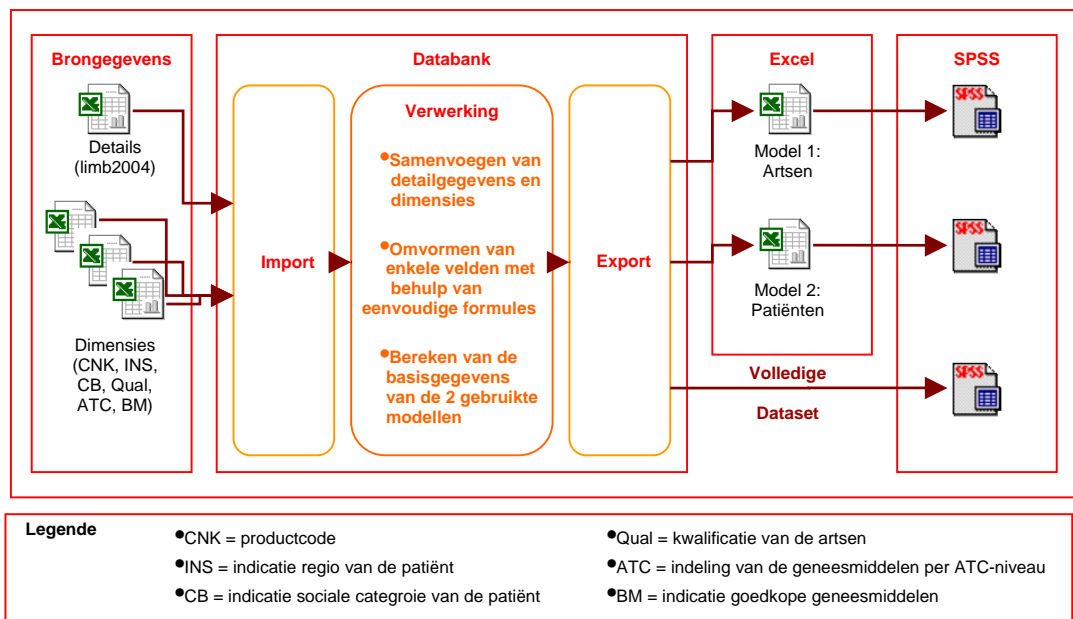 Brongegevens
Details
(limb2004)
Dimensies
(CNK, INS,
CB, Qual,
ATC, BM)
Databank
Import
Verwerking
•Samenvoegen van
detailgegevens en
dimensies
•Omvormen van
enkele velden met
behulp van
eenvoudige formules
•Bereken van de
basisgegevens
van de 2 gebruikte
modellen
Export
Excel
Model 1:
Artsen
Model 2:
Patiënten
Volledige
Dataset
SPSS
SPSS
SPSS
SPSS
Legende
•CNK = productcode
•INS = indicatie regio van de patiënt
•CB = indicatie sociale categroie van de patiënt
•Qual = kwalificatie van de artsen
•ATC = indeling van de geneesmiddelen per ATC-niveau
•BM = indicatie goedkope geneesmiddelen